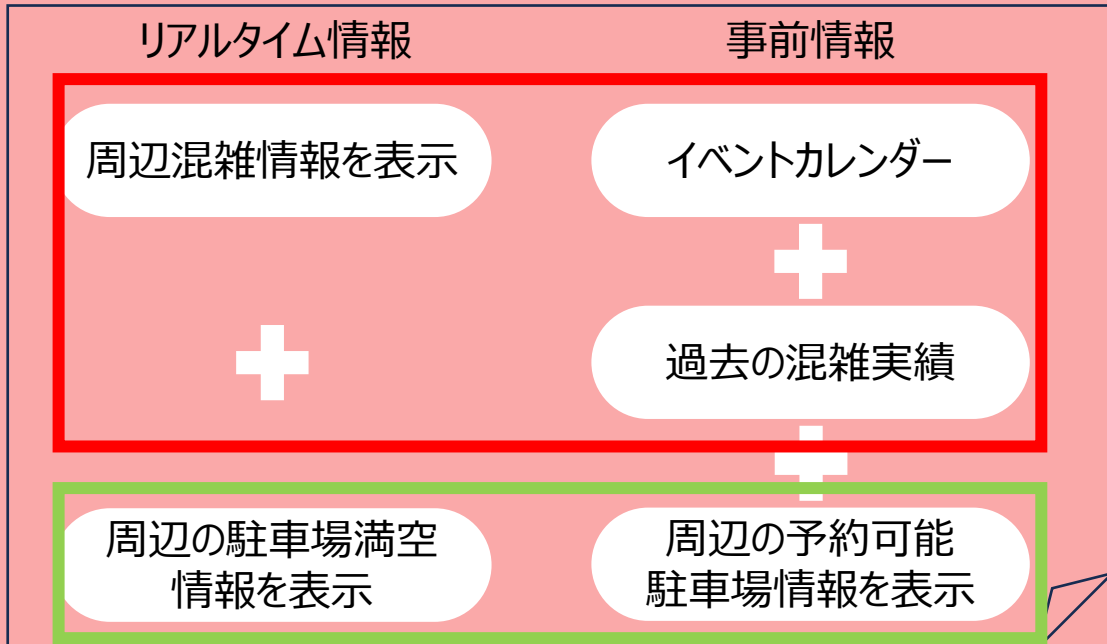 リアルタイム情報
事前情報
周辺混雑情報を表示
イベントカレンダー
過去の混雑実績
周辺の駐車場満空
情報を表示
周辺の予約可能
駐車場情報を表示